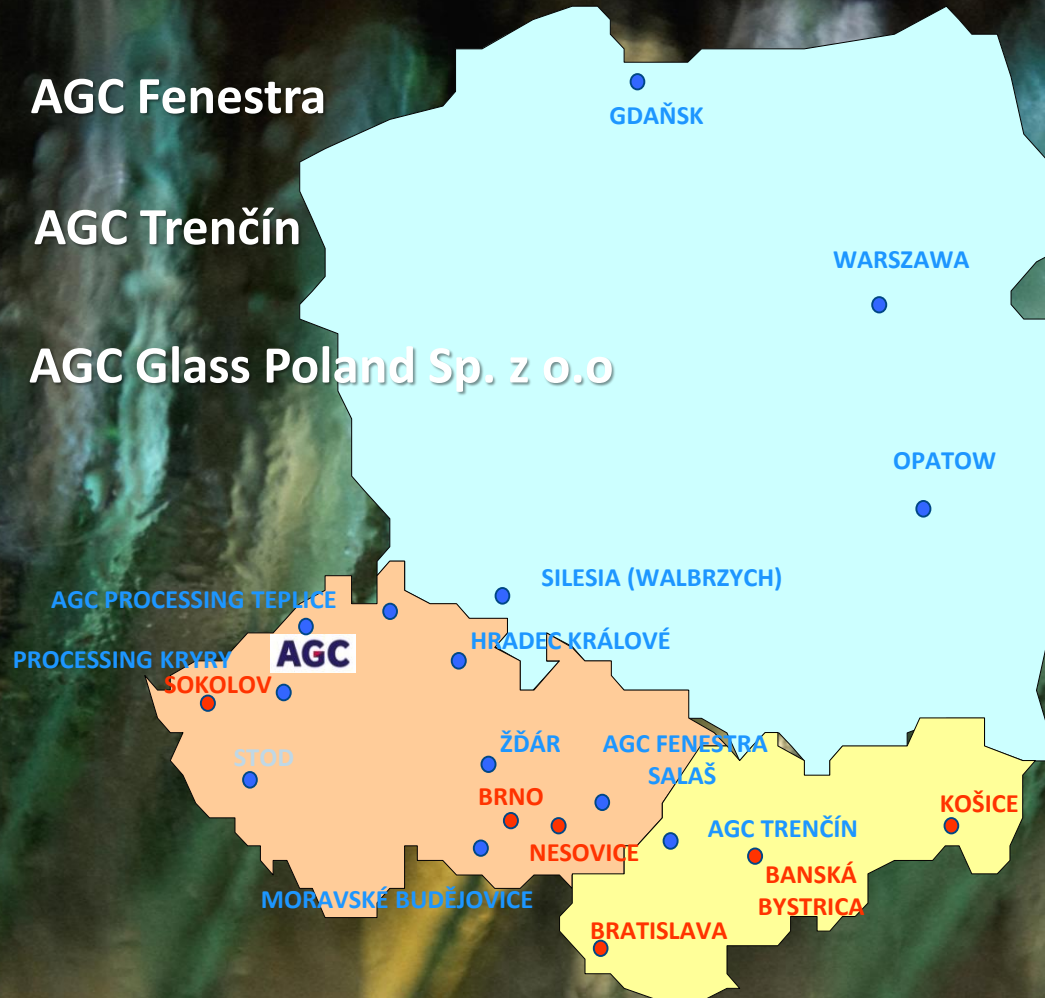 AGC Fenestra
GDAŇSK
AGC Trenčín
WARSZAWA
AGC Glass Poland Sp. z o.o
OPATOW
SILESIA (WALBRZYCH)
AGC PROCESSING TEPLICE
HRADEC KRÁLOVÉ
AGC
PROCESSING KRYRY
SOKOLOV
STOD
ŽĎÁR
AGC FENESTRA
SALAŠ
BRNO
KOŠICE
AGC TRENČÍN
NESOVICE
BANSKÁ
BYSTRICA
MORAVSKÉ BUDĚJOVICE
BRATISLAVA